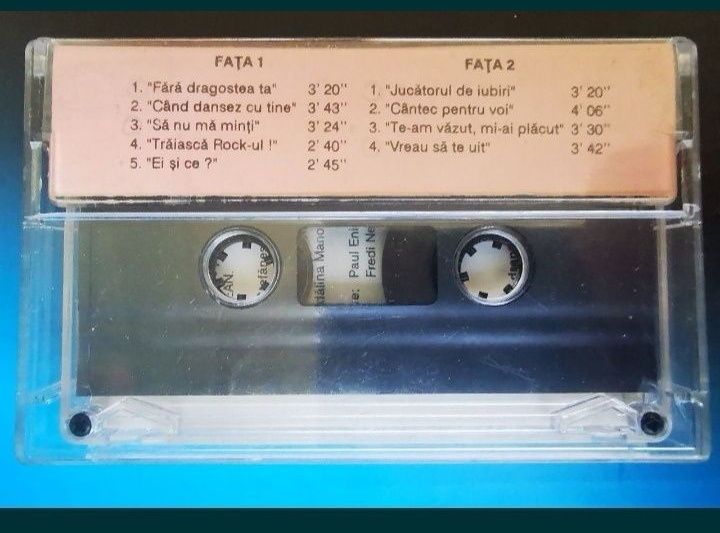 FAȚA 1
1. "Fără dragostea ta" 3' 20''
2. "Când dansez cu tine" 3' 43''
3. "Să nu mă minți" 3' 24''
4. "Trăiască Rock-ul !" 2' 40''
5. "Ei și ce ?" 2' 45''
FAȚA 2
1. "Jucătorul de iubiri" 3' 20''
2. "Cântec pentru voi" 4' 06''
3. "Te-am văzut, mi-ai plăcut" 3' 30''
4. "Vreau să te uit" 3' 42''
Paul
Fredi